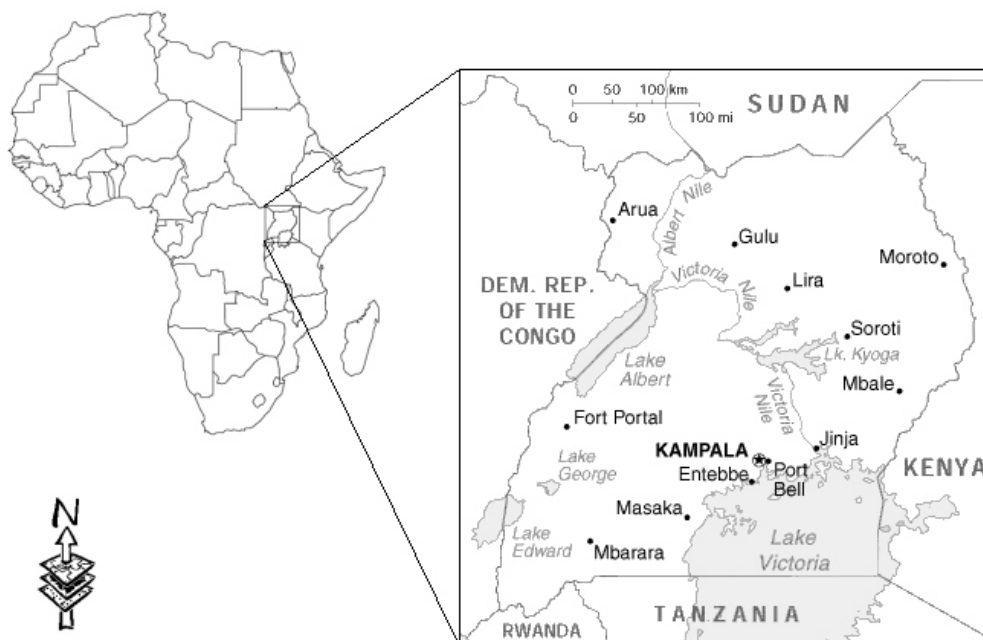 0 50 100 km
0 50 100 mi
SUDAN
Albert Nile
Arua
Gulu
Moroto
Victoria Nile
Lira
DEM. REP.
OF THE
CONGO
Soroti
Lk. Kyoga
Lake
Albert
Mbale
Victoria
Nile
Fort Portal
Jinja
KAMPALA
Lake
George
Entebbe
Port
Bell
KENYA
Masaka
N
Lake
Edward
Mbarara
Lake
Victoria
TANZANIA
RWANDA